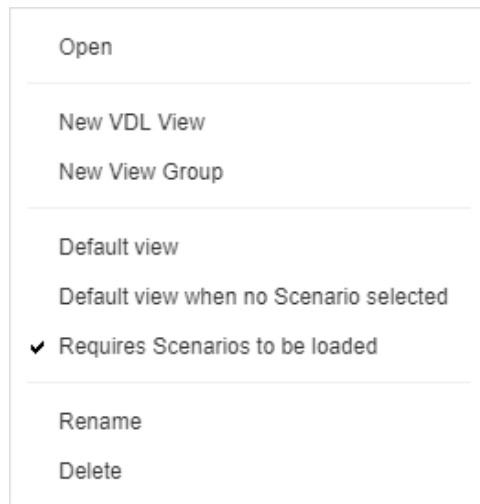 Open
New VDL View
New View Group
Default view
Default view when no Scenario selected
Requires Scenarios to be loaded
Rename
Delete